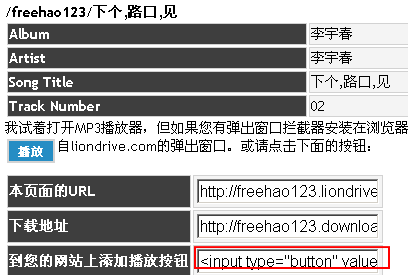 /freehao123/下个,路口,见
Album 李宇春
Artist 李宇春
Song Title 下个,路口,见
Track Number 02
我试着打开MP3播放器，但如果您有弹出窗口拦截器安装在浏览器
播放 自liondrive.com的弹出窗口。或请点击下面的按钮：
本页面的URL http://freehao123.liondrive
下载地址 http://freehao123.downloa
到您的网站上添加播放按钮 <input type="button" value